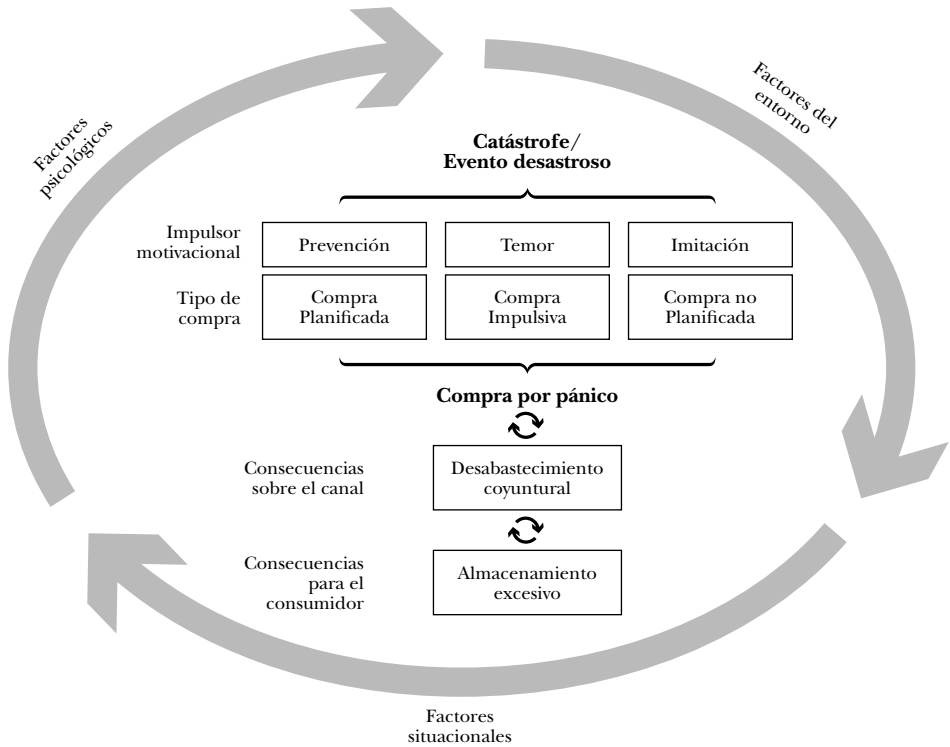 Factores
psicológicos
Factores del
entorno
Catástrofe/
Evento desastroso
Impulsor
motivacional
Prevención
Temor
Imitación
Tipo de
compra
Compra
Planificada
Compra
Impulsiva
Compra no
Planificada
Compra por pánico
Consecuencias
sobre el canal
Desabastecimiento
coyuntural
Consecuencias
para el
consumidor
Almacenamiento
excesivo
Factores
situacionales